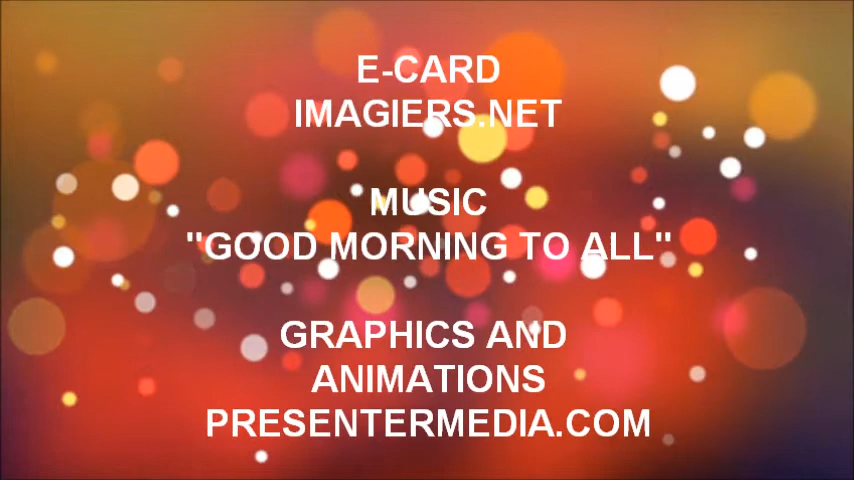 E-CARD
IMAGIERS.NET
MUSIC
"GOOD MORNING TO ALL"
GRAPHICS AND
ANIMATIONS
PRESENTERMEDIA.COM